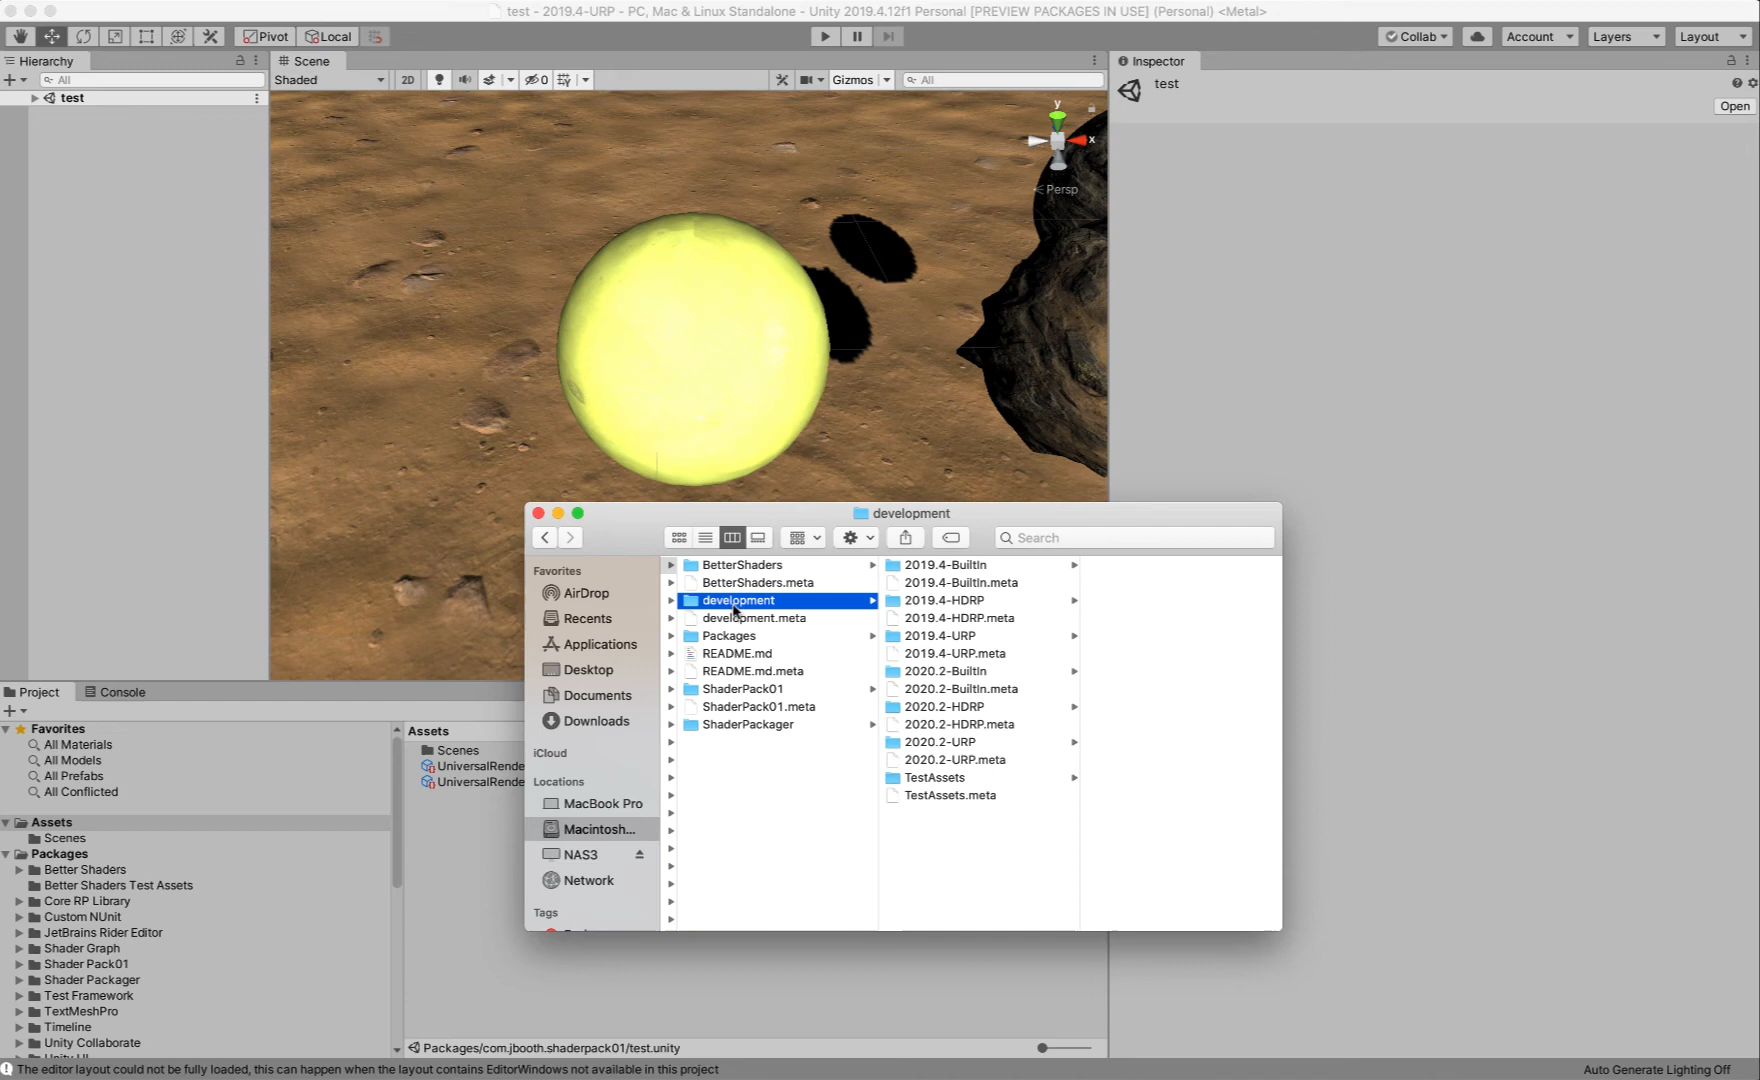 test - 2019.4-URP - PC, Mac & Linux Standalone - Unity 2019.4.12f1 Personal [PREVIEW PACKAGES IN USE] (Personal) <Metal>
Pivot Local Collab Account Layers Layout
Hierarchy
All
test
Scene
Shaded 2D 0 Gizmos All
y
x
Persp
Inspector
test
Open
development
Search
Favorites
AirDrop
Recents
Applications
Desktop
Documents
Downloads
iCloud
Locations
MacBook Pro
Macintosh...
NAS3
Network
Tags
BetterShaders
BetterShaders.meta
development
development.meta
Packages
README.md
README.md.meta
ShaderPack01
ShaderPack01.meta
ShaderPackager
2019.4-BuiltIn
2019.4-BuiltIn.meta
2019.4-HDRP
2019.4-HDRP.meta
2019.4-URP
2019.4-URP.meta
2020.2-BuiltIn
2020.2-BuiltIn.meta
2020.2-HDRP
2020.2-HDRP.meta
2020.2-URP
2020.2-URP.meta
TestAssets
TestAssets.meta
Project Console
Favorites
All Materials
All Models
All Prefabs
All Conflicted
Assets
Scenes
Packages
Better Shaders
Better Shaders Test Assets
Core RP Library
Custom NUnit
JetBrains Rider Editor
Shader Graph
Shader Pack01
Shader Packager
Test Framework
TextMeshPro
Timeline
Unity Collaborate
Assets
Scenes
UniversalRende
UniversalRende
Packages/com.jbooth.shaderpack01/test.unity
The editor layout could not be fully loaded, this can happen when the layout contains EditorWindows not available in this project
Auto Generate Lighting Off